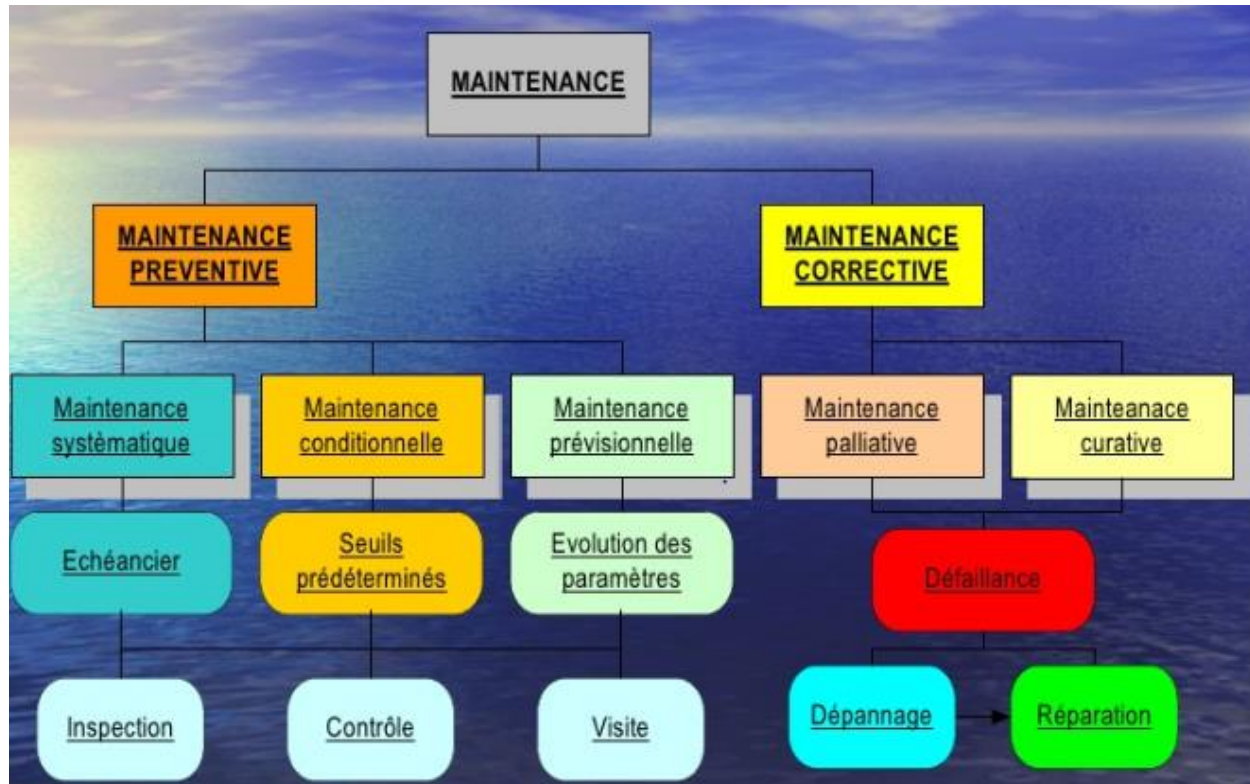 MAINTENANCE
MAINTENANCE
PREVENTIVE
MAINTENANCE
CORRECTIVE
Maintenance
systèmatique
Maintenance
conditionnelle
Maintenance
prévisionnelle
Maintenance
palliative
Mainteanace
curative
Echéancier
Seuils
prédéterminés
Evolution des
paramètres
Défaillance
Inspection
Contrôle
Visite
Dépannage
Réparation